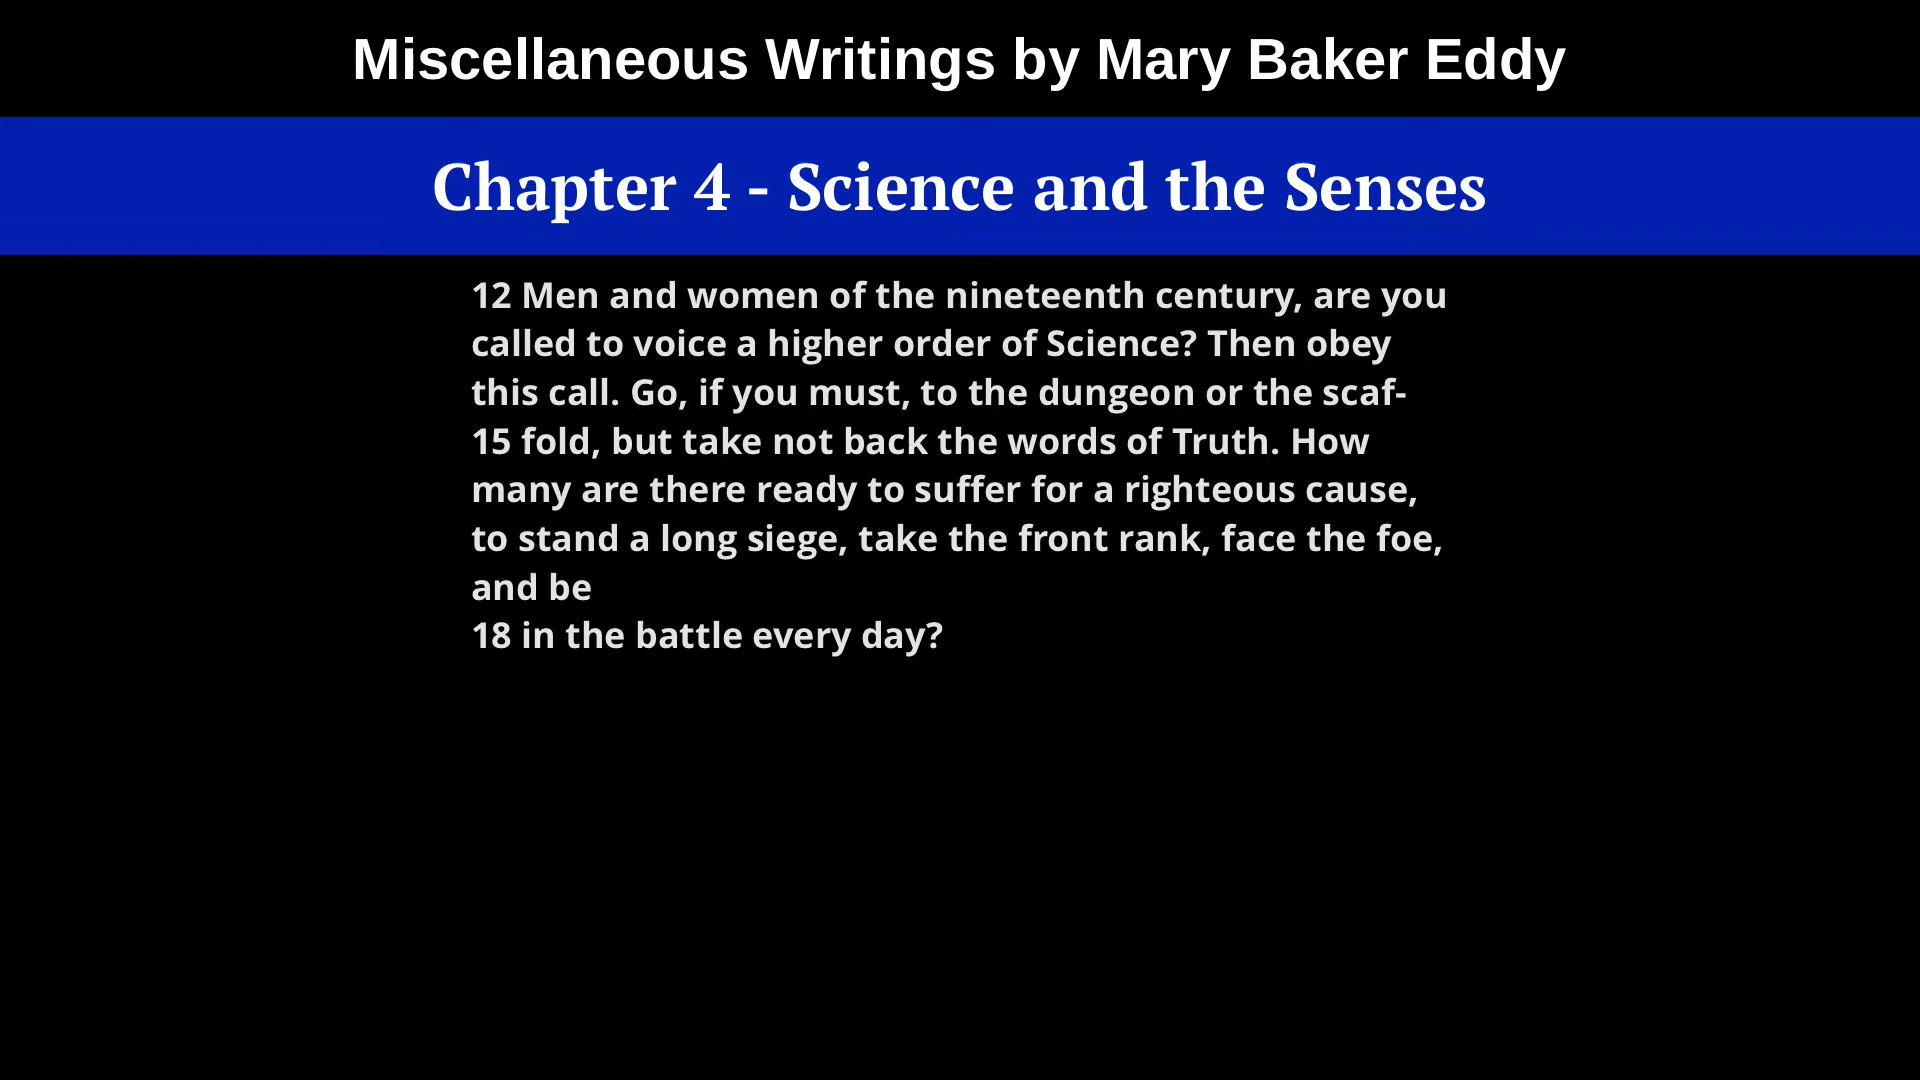 Miscellaneous Writings by Mary Baker Eddy
Chapter 4 - Science and the Senses
12 Men and women of the nineteenth century, are you
called to voice a higher order of Science? Then obey
this call. Go, if you must, to the dungeon or the scaf-
15 fold, but take not back the words of Truth. How
many are there ready to suffer for a righteous cause,
to stand a long siege, take the front rank, face the foe,
and be
18 in the battle every day?